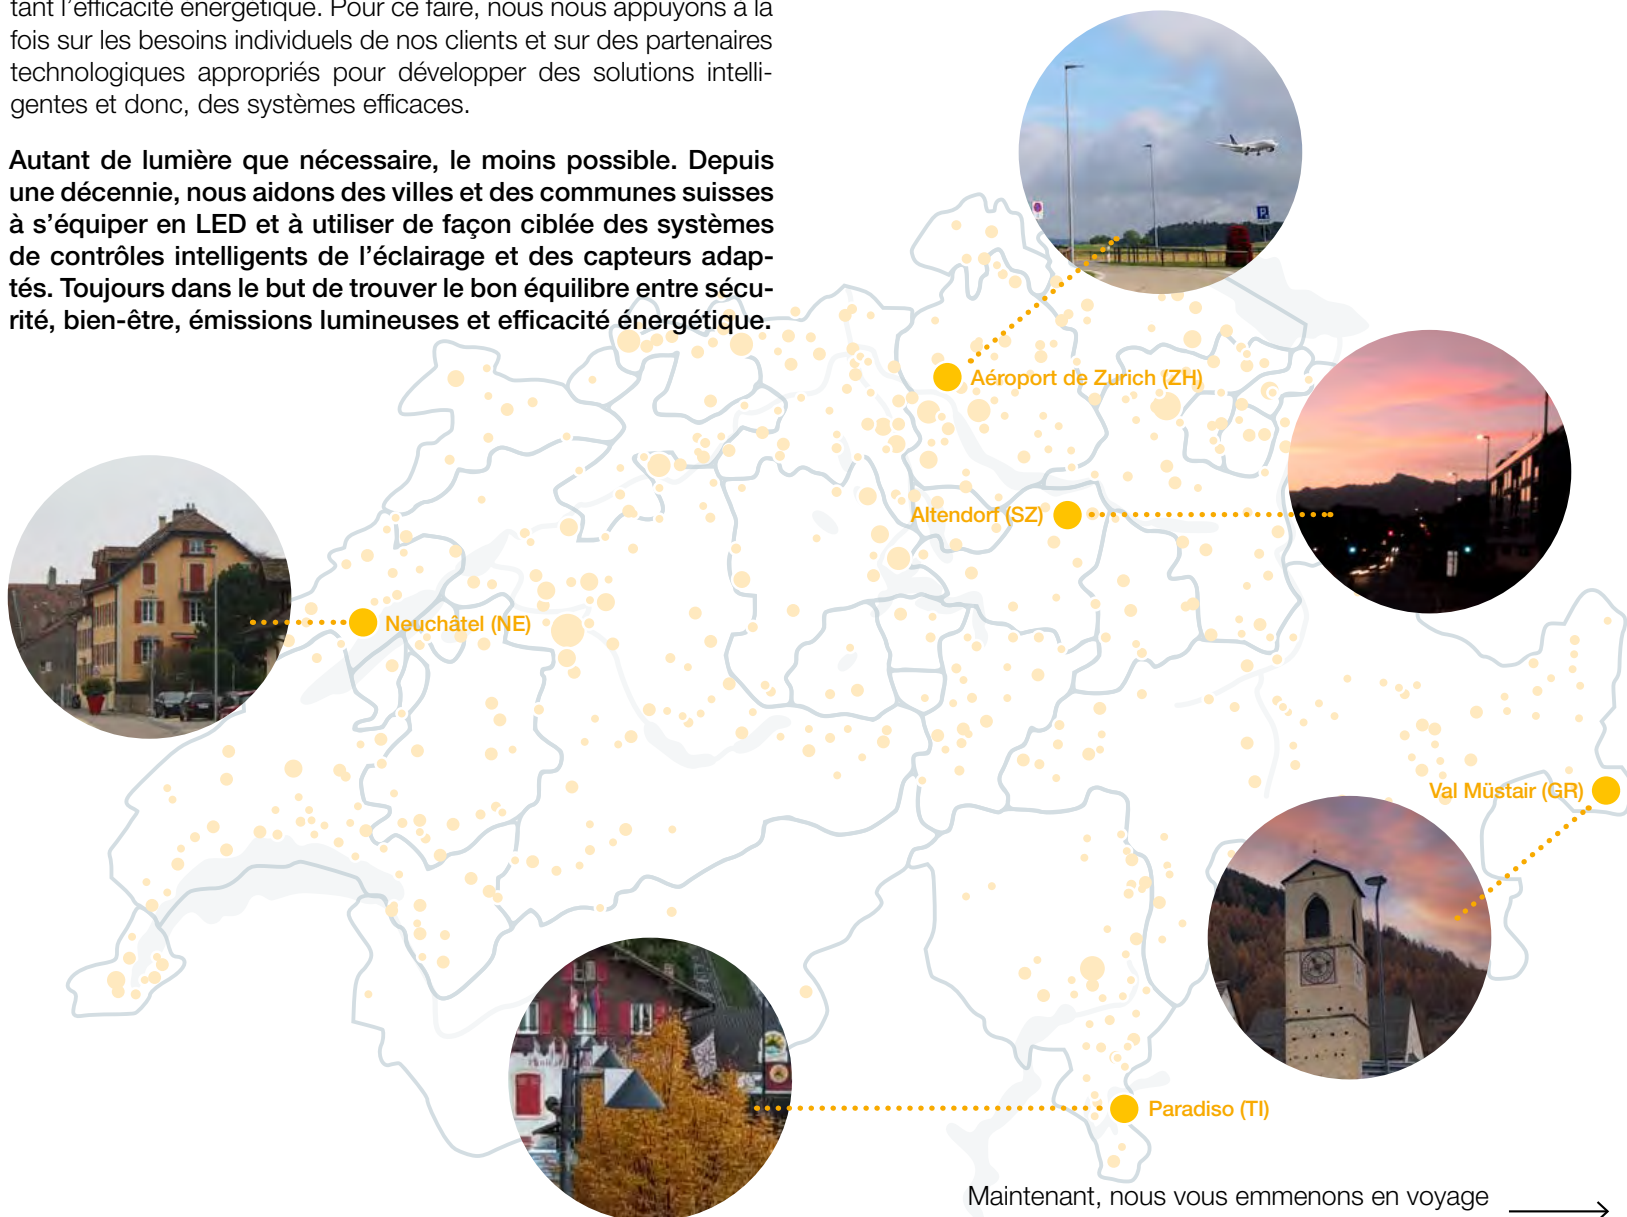 tant l’efficacité énergétique. Pour ce faire, nous nous appuyons à la
fois sur les besoins individuels de nos clients et sur des partenaires
technologiques appropriés pour développer des solutions intelli-
gentes et donc, des systèmes efficaces.
Autant de lumière que nécessaire, le moins possible. Depuis
une décennie, nous aidons des villes et des communes suisses
à s’équiper en LED et à utiliser de façon ciblée des systèmes
de contrôles intelligents de l’éclairage et des capteurs adap-
tés. Toujours dans le but de trouver le bon équilibre entre sécu-
rité, bien-être, émissions lumineuses et efficacité énergétique.
P
Aéroport de Zurich (ZH)
Altendorf (SZ)
Neuchâtel (NE)
Val Müstair (GR)
Paradiso (TI)
Maintenant, nous vous emmenons en voyage